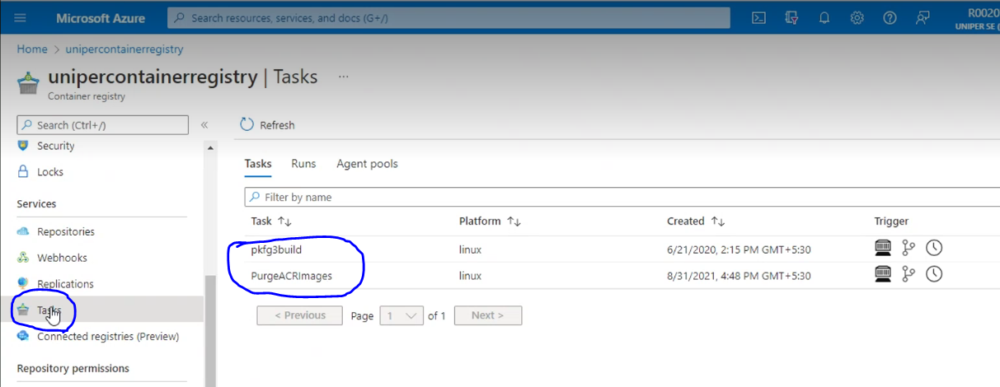 Microsoft Azure
Search resources, services, and docs (G+/)
R0020
UNIPER SE (
Home > unipercontainerregistry
unipercontainerregistry | Tasks ...
Container registry
Search (Ctrl+/)
«
Refresh
Security
Locks
Services
Repositories
Webhooks
Replications
Tasks
Connected registries (Preview)
Repository permissions
Tasks Runs Agent pools
Filter by name
Task ↑↓ Platform ↑↓ Created ↑↓ Trigger
pkfg3build linux 6/21/2020, 2:15 PM GMT+5:30
PurgeACRImages linux 8/31/2021, 4:48 PM GMT+5:30
< Previous Page 1 of 1 Next >